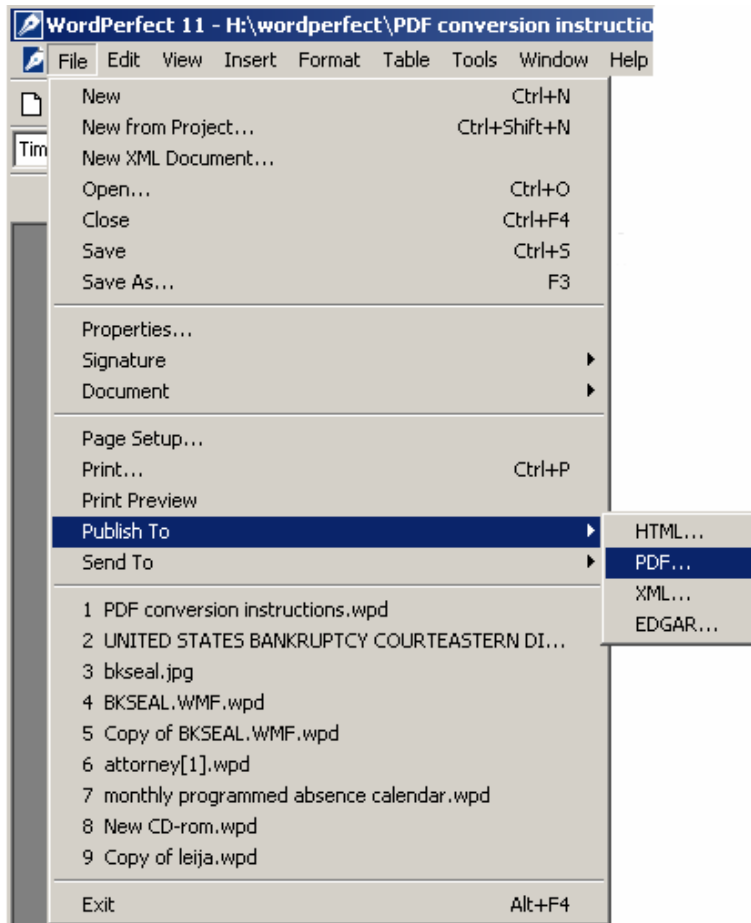 WordPerfect 11 - H:\wordperfect\PDF conversion instructio
File Edit View Insert Format Table Tools Window Help
New Ctrl+N
New from Project... Ctrl+Shift+N
Tim
New XML Document...
Open... Ctrl+O
Close Ctrl+F4
Save Ctrl+S
Save As... F3
Properties...
Signature
Document
Page Setup...
Print... Ctrl+P
Print Preview
Publish To
Send To
HTML...
PDF...
XML...
EDGAR...
1 PDF conversion instructions.wpd
2 UNITED STATES BANKRUPTCY COURTEASTERN DI...
3 bkseal.jpg
4 BKSEAL.WMF.wpd
5 Copy of BKSEAL.WMF.wpd
6 attorney[1].wpd
7 monthly programmed absence calendar.wpd
8 New CD-rom.wpd
9 Copy of leija.wpd
Exit Alt+F4